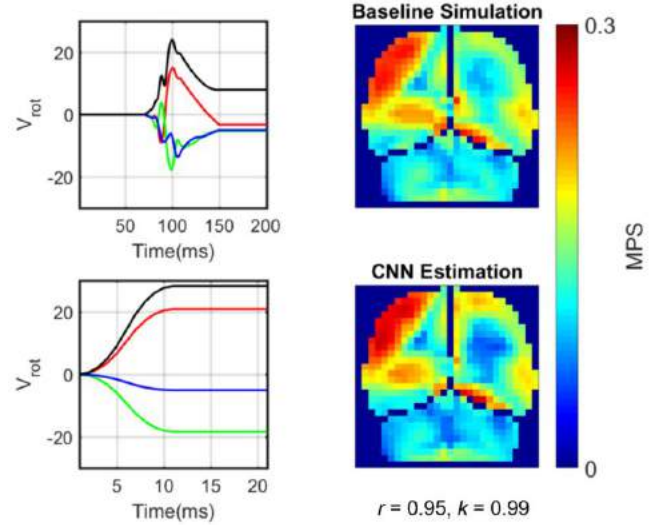 Baseline Simulation
20
0
-20
V_rot
50 100 150 200
Time(ms)
0.3
MPS
0
CNN Estimation
20
0
-20
V_rot
5 10 15 20
Time(ms)
r = 0.95, k = 0.99